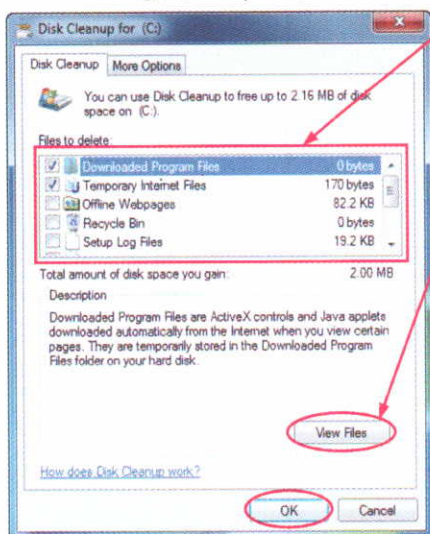 Disk Cleanup for (C:)
Disk Cleanup
More Options
You can use Disk Cleanup to free up to 2.16 MB of disk
space on (C:).
Files to delete:
Downloaded Program Files 0 bytes
Temporary Internet Files 170 bytes
Offline Webpages 82.2 KB
Recycle Bin 0 bytes
Setup Log Files 19.2 KB
Total amount of disk space you gain: 2.00 MB
Description
Downloaded Program Files are ActiveX controls and Java applets
downloaded automatically from the Internet when you view certain
pages. They are temporarily stored in the Downloaded Program
Files folder on your hard disk.
View Files
How does Disk Cleanup work?
OK
Cancel